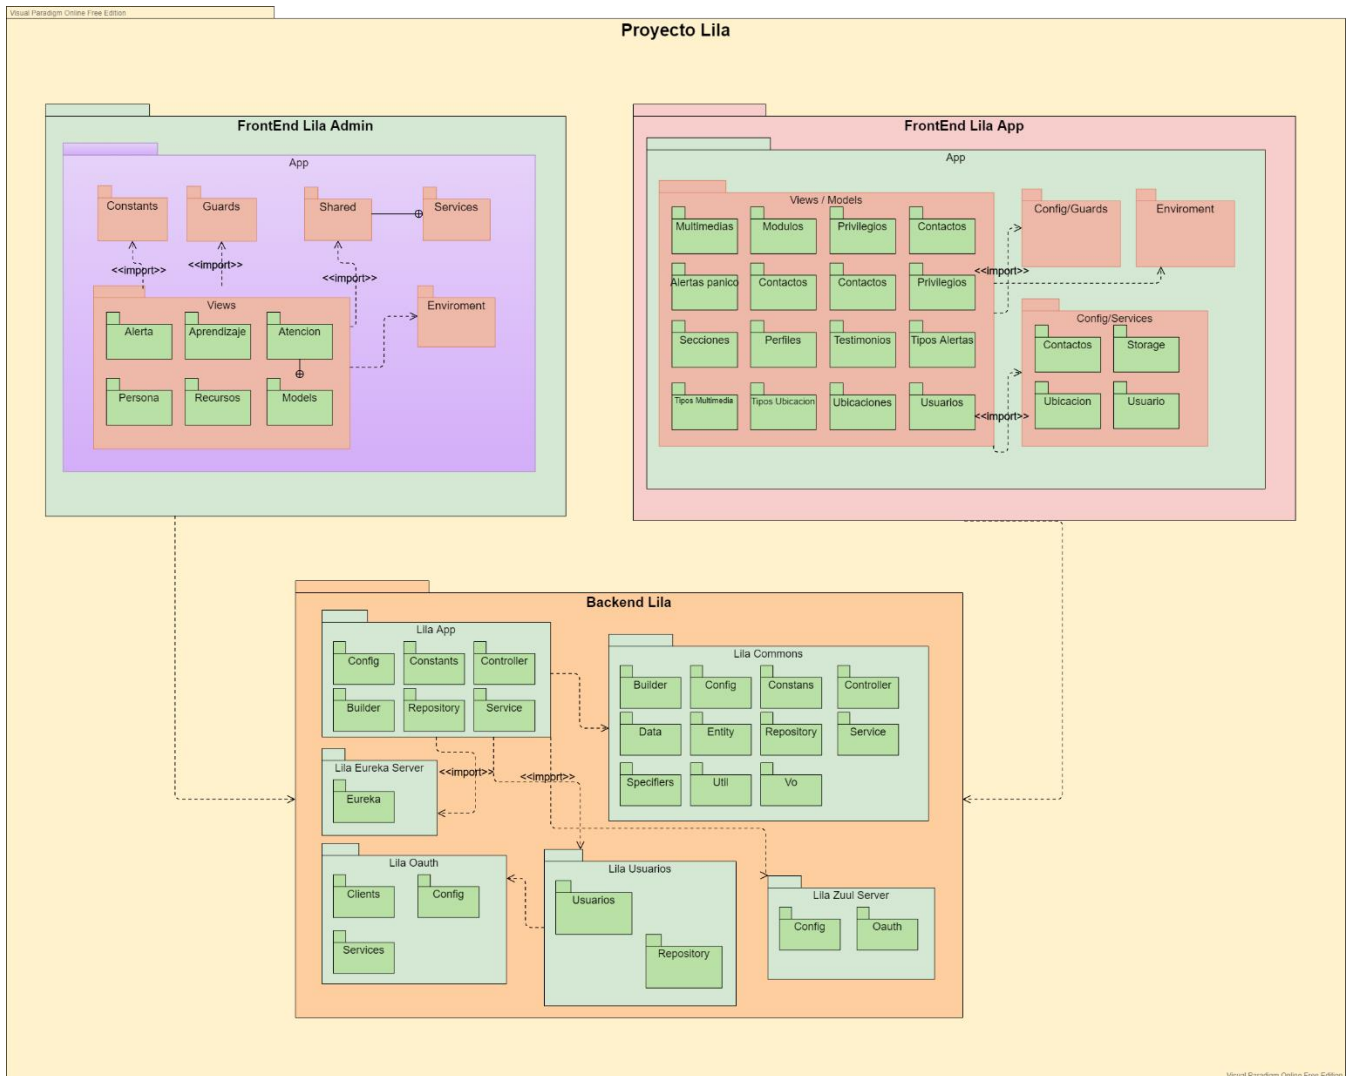 Visual Paradigm Online Free Edition
Proyecto Lila
FrontEnd Lila Admin
App
Constants
Guards
Shared
Services
<<import>>
<<import>>
<<import>>
Views
Alerta
Aprendizaje
Atencion
Persona
Recursos
Models
Enviroment
FrontEnd Lila App
App
Views / Models
Multimedias
Modulos
Privilegios
Contactos
Alertas panico
Contactos
Contactos
Privilegios
Secciones
Perfiles
Testimonios
Tipos Alertas
Tipos Multimedia
Tipos Ubicacion
Ubicaciones
Usuarios
<<import>>
<<import>>
Config/Guards
Enviroment
Config/Services
Contactos
Storage
Ubicacion
Usuario
Backend Lila
Lila App
Config
Constants
Controller
Builder
Repository
Service
Lila Commons
Builder
Config
Constans
Controller
Data
Entity
Repository
Service
Specifiers
Util
Vo
Lila Eureka Server
Eureka
<<import>>
<<import>>
Lila Oauth
Clients
Config
Services
Lila Usuarios
Usuarios
Repository
Lila Zuul Server
Config
Oauth
Visual Paradigm Online Free Edition